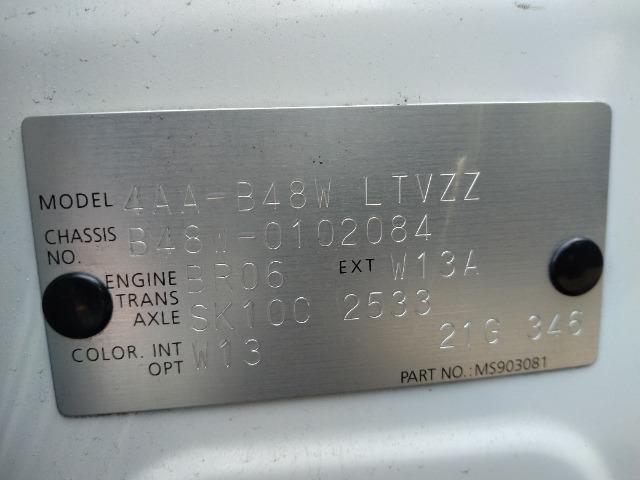 MODEL 4AA-B48W LTVZZ
CHASSIS NO. B48W-0102084
ENGINE BR06 EXT W13A
TRANS AXLE SK10C 2533
COLOR. INT OPT W13 21G 346
PART NO.: MS903081